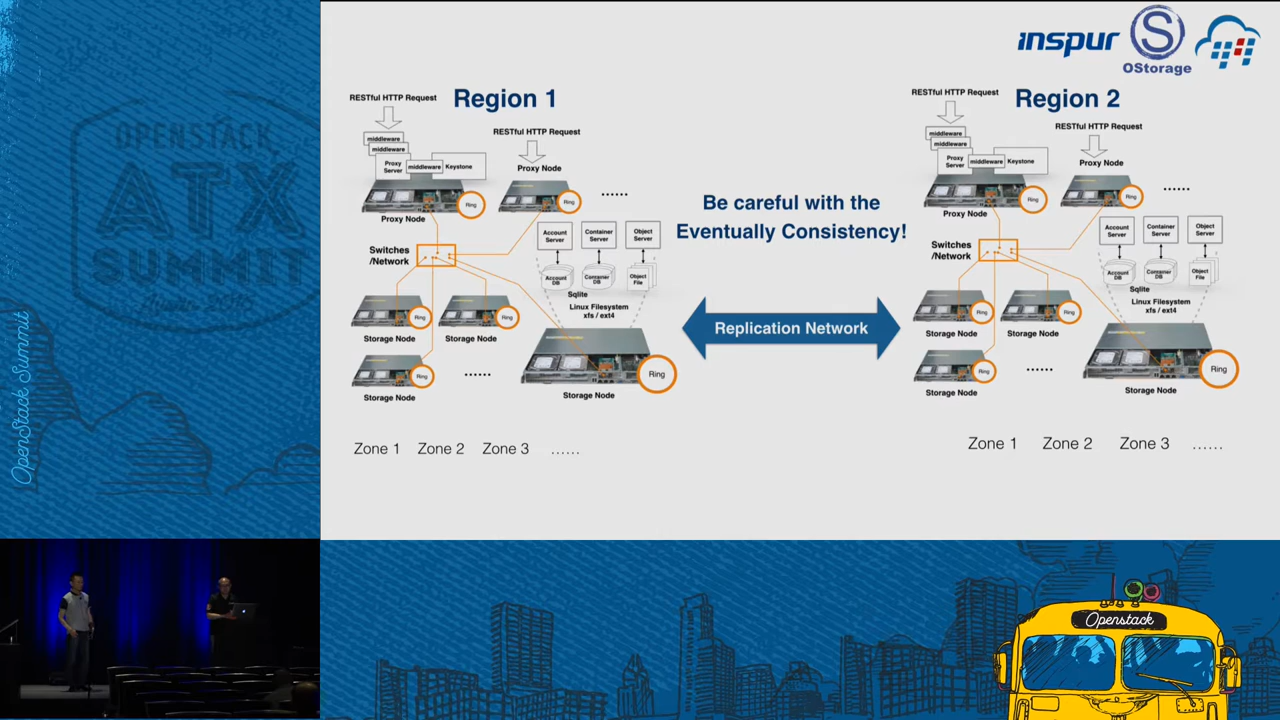 inspur
S
OStorage
Region 1
RESTful HTTP Request
RESTful HTTP Request
middleware
middleware
Proxy Server
middleware
Keystone
Proxy Node
Ring
Ring
......
Proxy Node
Switches
/Network
Account Server
Container Server
Object Server
Account DB
Container DB
Object File
Sqlite
Linux Filesystem
xfs / ext4
Ring
Ring
Storage Node
Storage Node
Ring
......
Ring
Storage Node
Storage Node
Zone 1 Zone 2 Zone 3 ......
Be careful with the
Eventually Consistency!
Replication Network
Region 2
RESTful HTTP Request
RESTful HTTP Request
middleware
middleware
Proxy Server
middleware
Keystone
Proxy Node
Ring
Ring
......
Proxy Node
Switches
/Network
Account Server
Container Server
Object Server
Account DB
Container DB
Object File
Sqlite
Linux Filesystem
xfs / ext4
Ring
Ring
Storage Node
Storage Node
Ring
......
Ring
Storage Node
Storage Node
Zone 1 Zone 2 Zone 3 ......
OPENSTACK
ATX
SUMMIT
OpenStack Summit
Openstack